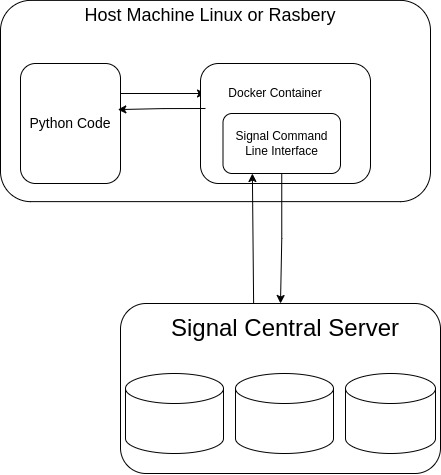 Host Machine Linux or Rasbery
Python Code
Docker Container
Signal Command
Line Interface
Signal Central Server